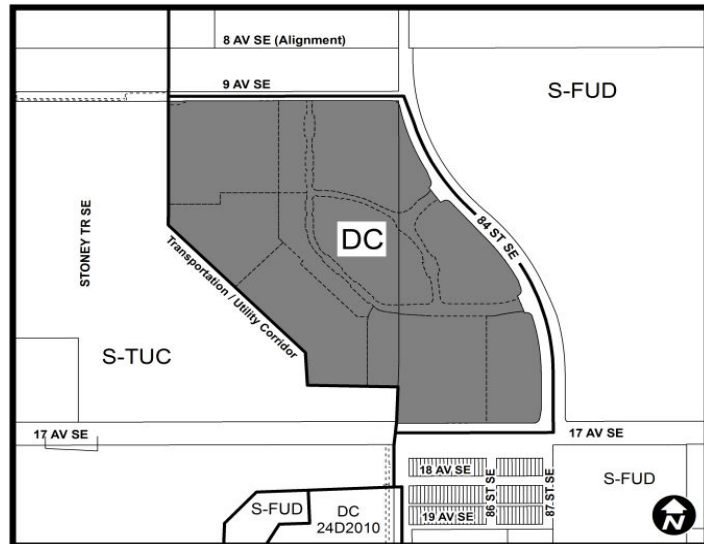 8 AV SE (Alignment)
9 AV SE
S-FUD
STONEY TR SE
DC
84 ST SE
Transportation / Utility Corridor
S-TUC
17 AV SE
17 AV SE
18 AV SE
86 ST SE
87 ST SE
S-FUD
S-FUD
DC
24D2010
19 AV SE
N